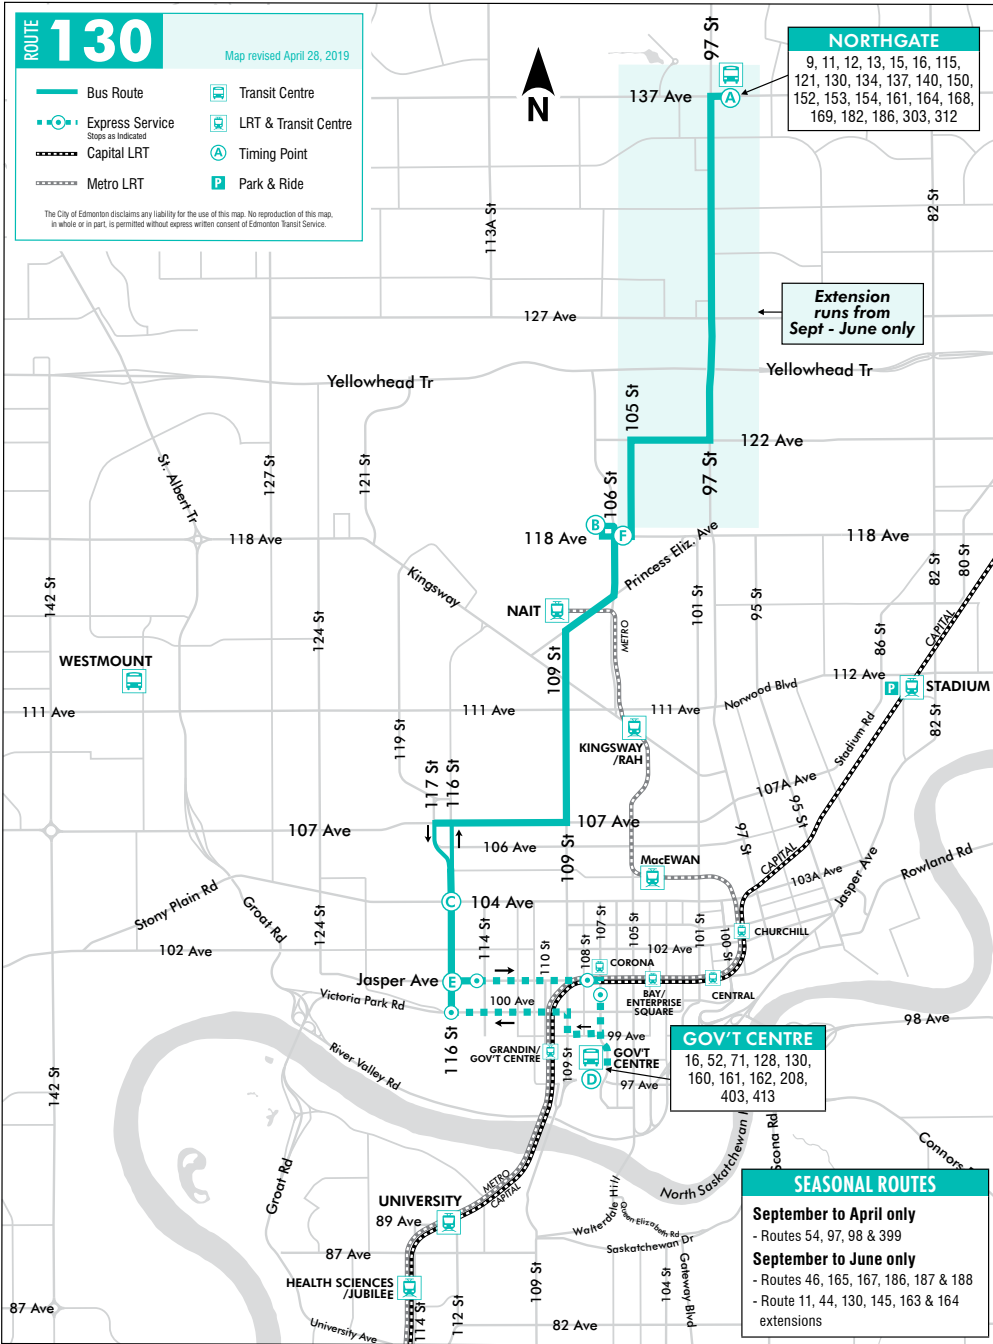 ROUTE 130
Map revised April 28, 2019
Bus Route
Express Service
Stops as Indicated
Capital LRT
Metro LRT
Transit Centre
LRT & Transit Centre
A Timing Point
P Park & Ride
The City of Edmonton disclaims any liability for the use of this map. No reproduction of this map,
in whole or in part, is permitted without express written consent of Edmonton Transit Service.
N
97 St
137 Ave
A
NORTHGATE
9, 11, 12, 13, 15, 16, 115,
121, 130, 134, 137, 140, 150,
152, 153, 154, 161, 164, 168,
169, 182, 186, 303, 312
113A St
82 St
127 Ave
Extension
runs from
Sept - June only
Yellowhead Tr
Yellowhead Tr
105 St
122 Ave
97 St
St. Albert Tr
127 St
121 St
106 St
B
F
118 Ave
118 Ave
118 Ave
Princess Eliz. Ave
Kingsway
142 St
124 St
NAIT
METRO
101 St
95 St
82 St
80 St
CAPITAL
86 St
WESTMOUNT
109 St
112 Ave
P
STADIUM
Norwood Blvd
111 Ave
111 Ave
111 Ave
82 St
Stadium Rd
119 St
KINGSWAY
/RAH
117 St
116 St
107A Ave
95 St
107 Ave
107 Ave
97 St
106 Ave
109 St
MacEWAN
CAPITAL
103A Ave
Jasper Ave
Rowland Rd
Stony Plain Rd
Groat Rd
124 St
C
104 Ave
114 St
110 St
108 St
107 St
105 St
101 St
100 St
CHURCHILL
102 Ave
102 Ave
CORONA
Jasper Ave
E
BAY/
ENTERPRISE
SQUARE
CENTRAL
Victoria Park Rd
100 Ave
98 Ave
99 Ave
116 St
GRANDIN/
GOV'T CENTRE
109 St
GOV'T
CENTRE
D
97 Ave
GOV'T CENTRE
16, 52, 71, 128, 130,
160, 161, 162, 208,
403, 413
River Valley Rd
142 St
Groat Rd
Scona Rd
Connors
North Saskatchewan
METRO
CAPITAL
UNIVERSITY
89 Ave
Walterdale Hill
Queen Elizabeth Rd
Saskatchewan Dr
87 Ave
HEALTH SCIENCES
/JUBILEE
87 Ave
University Ave
114 St
112 St
109 St
104 St
Gateway Blvd
82 Ave
SEASONAL ROUTES
September to April only
- Routes 54, 97, 98 & 399
September to June only
- Routes 46, 165, 167, 186, 187 & 188
- Route 11, 44, 130, 145, 163 & 164
extensions